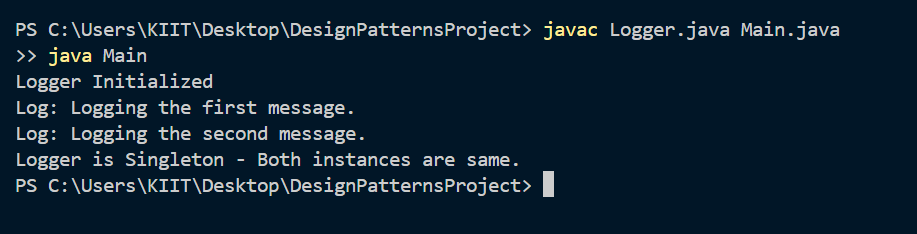 PS C:\Users\KIIT\Desktop\DesignPatternsProject> javac Logger.java Main.java
>> java Main
Logger Initialized
Log: Logging the first message.
Log: Logging the second message.
Logger is Singleton - Both instances are same.
PS C:\Users\KIIT\Desktop\DesignPatternsProject>